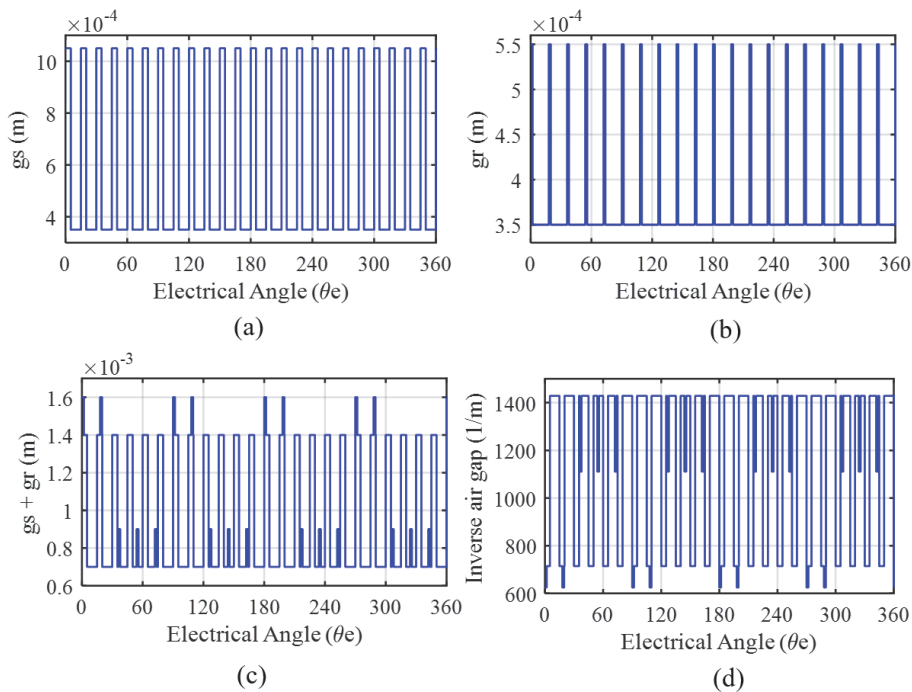 ×10⁻⁴
10
8
6
4
gs (m)
0 60 120 180 240 300 360
Electrical Angle (θe)
(a)
×10⁻⁴
5.5
5
4.5
4
3.5
gr (m)
0 60 120 180 240 300 360
Electrical Angle (θe)
(b)
×10⁻³
1.6
1.4
1.2
1
0.8
0.6
gs + gr (m)
0 60 120 180 240 300 360
Electrical Angle (θe)
(c)
1400
1200
1000
800
600
Inverse air gap (1/m)
0 60 120 180 240 300 360
Electrical Angle (θe)
(d)